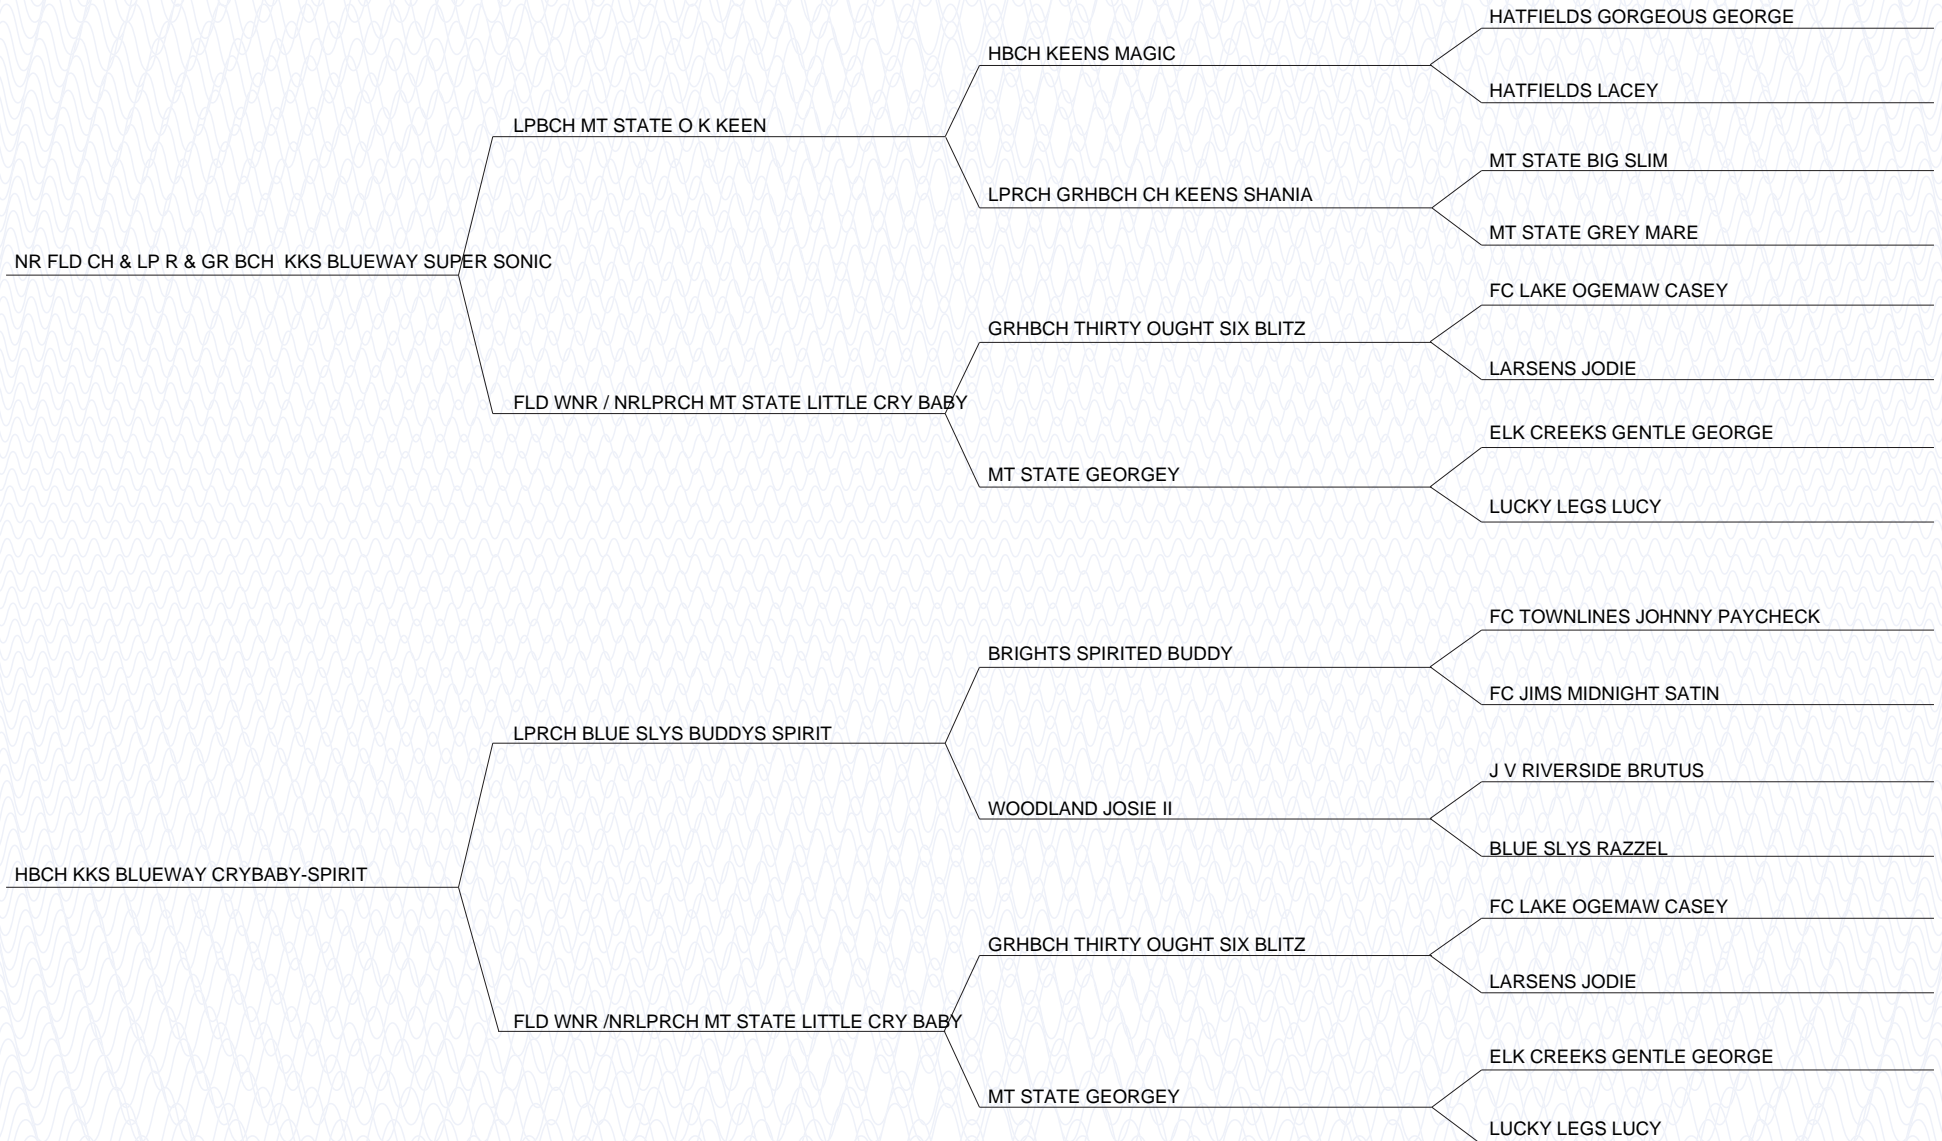 HATFIELDS GORGEOUS GEORGE
HBCH KEENS MAGIC
HATFIELDS LACEY
LPBCH MT STATE O K KEEN
MT STATE BIG SLIM
LPRCH GRHBCH CH KEENS SHANIA
MT STATE GREY MARE
NR FLD CH & LP R & GR BCH  KKS BLUEWAY SUPER SONIC
FC LAKE OGEMAW CASEY
GRHBCH THIRTY OUGHT SIX BLITZ
LARSENS JODIE
FLD WNR / NRLPRCH MT STATE LITTLE CRY BABY
ELK CREEKS GENTLE GEORGE
MT STATE GEORGEY
LUCKY LEGS LUCY
FC TOWNLINES JOHNNY PAYCHECK
BRIGHTS SPIRITED BUDDY
FC JIMS MIDNIGHT SATIN
LPRCH BLUE SLYS BUDDYS SPIRIT
J V RIVERSIDE BRUTUS
WOODLAND JOSIE II
BLUE SLYS RAZZEL
HBCH KKS BLUEWAY CRYBABY-SPIRIT
FC LAKE OGEMAW CASEY
GRHBCH THIRTY OUGHT SIX BLITZ
LARSENS JODIE
FLD WNR /NRLPRCH MT STATE LITTLE CRY BABY
ELK CREEKS GENTLE GEORGE
MT STATE GEORGEY
LUCKY LEGS LUCY